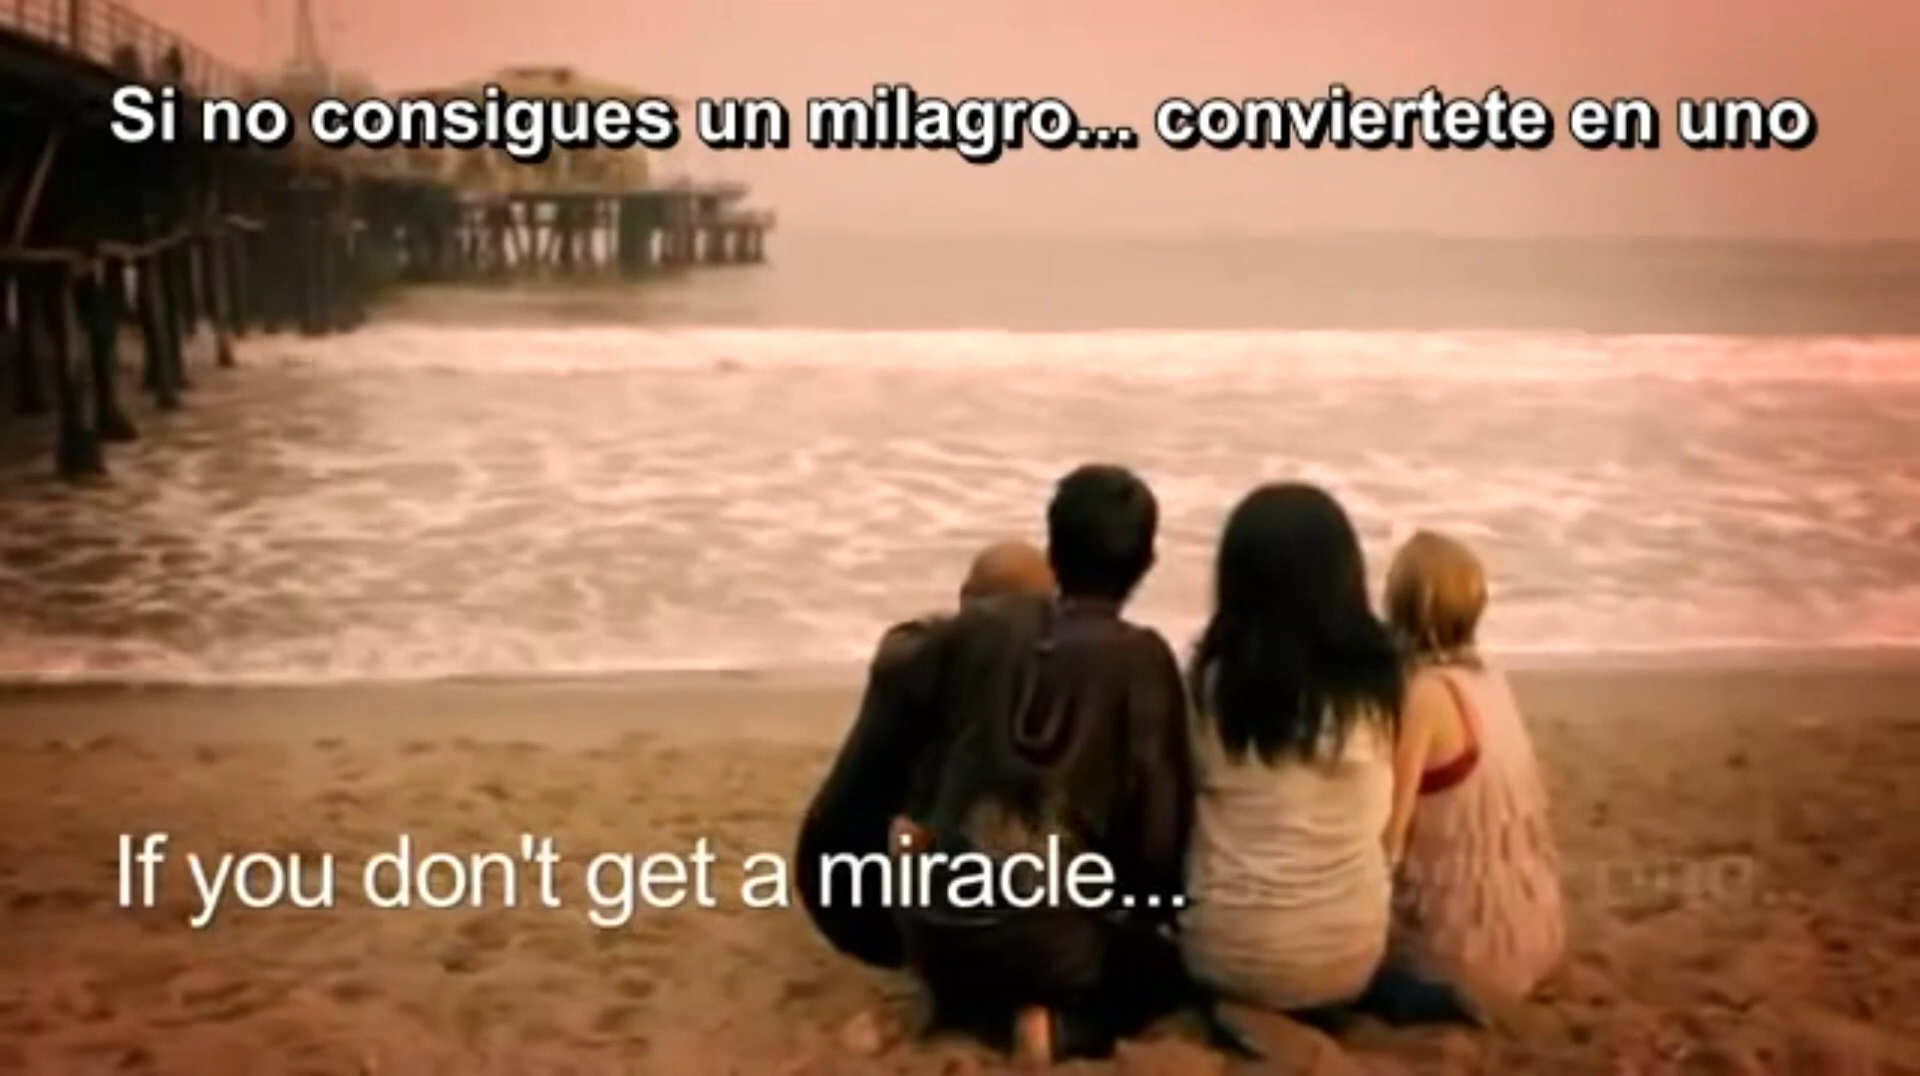 Si no consigues un milagro... conviertete en uno
If you don't get a miracle...